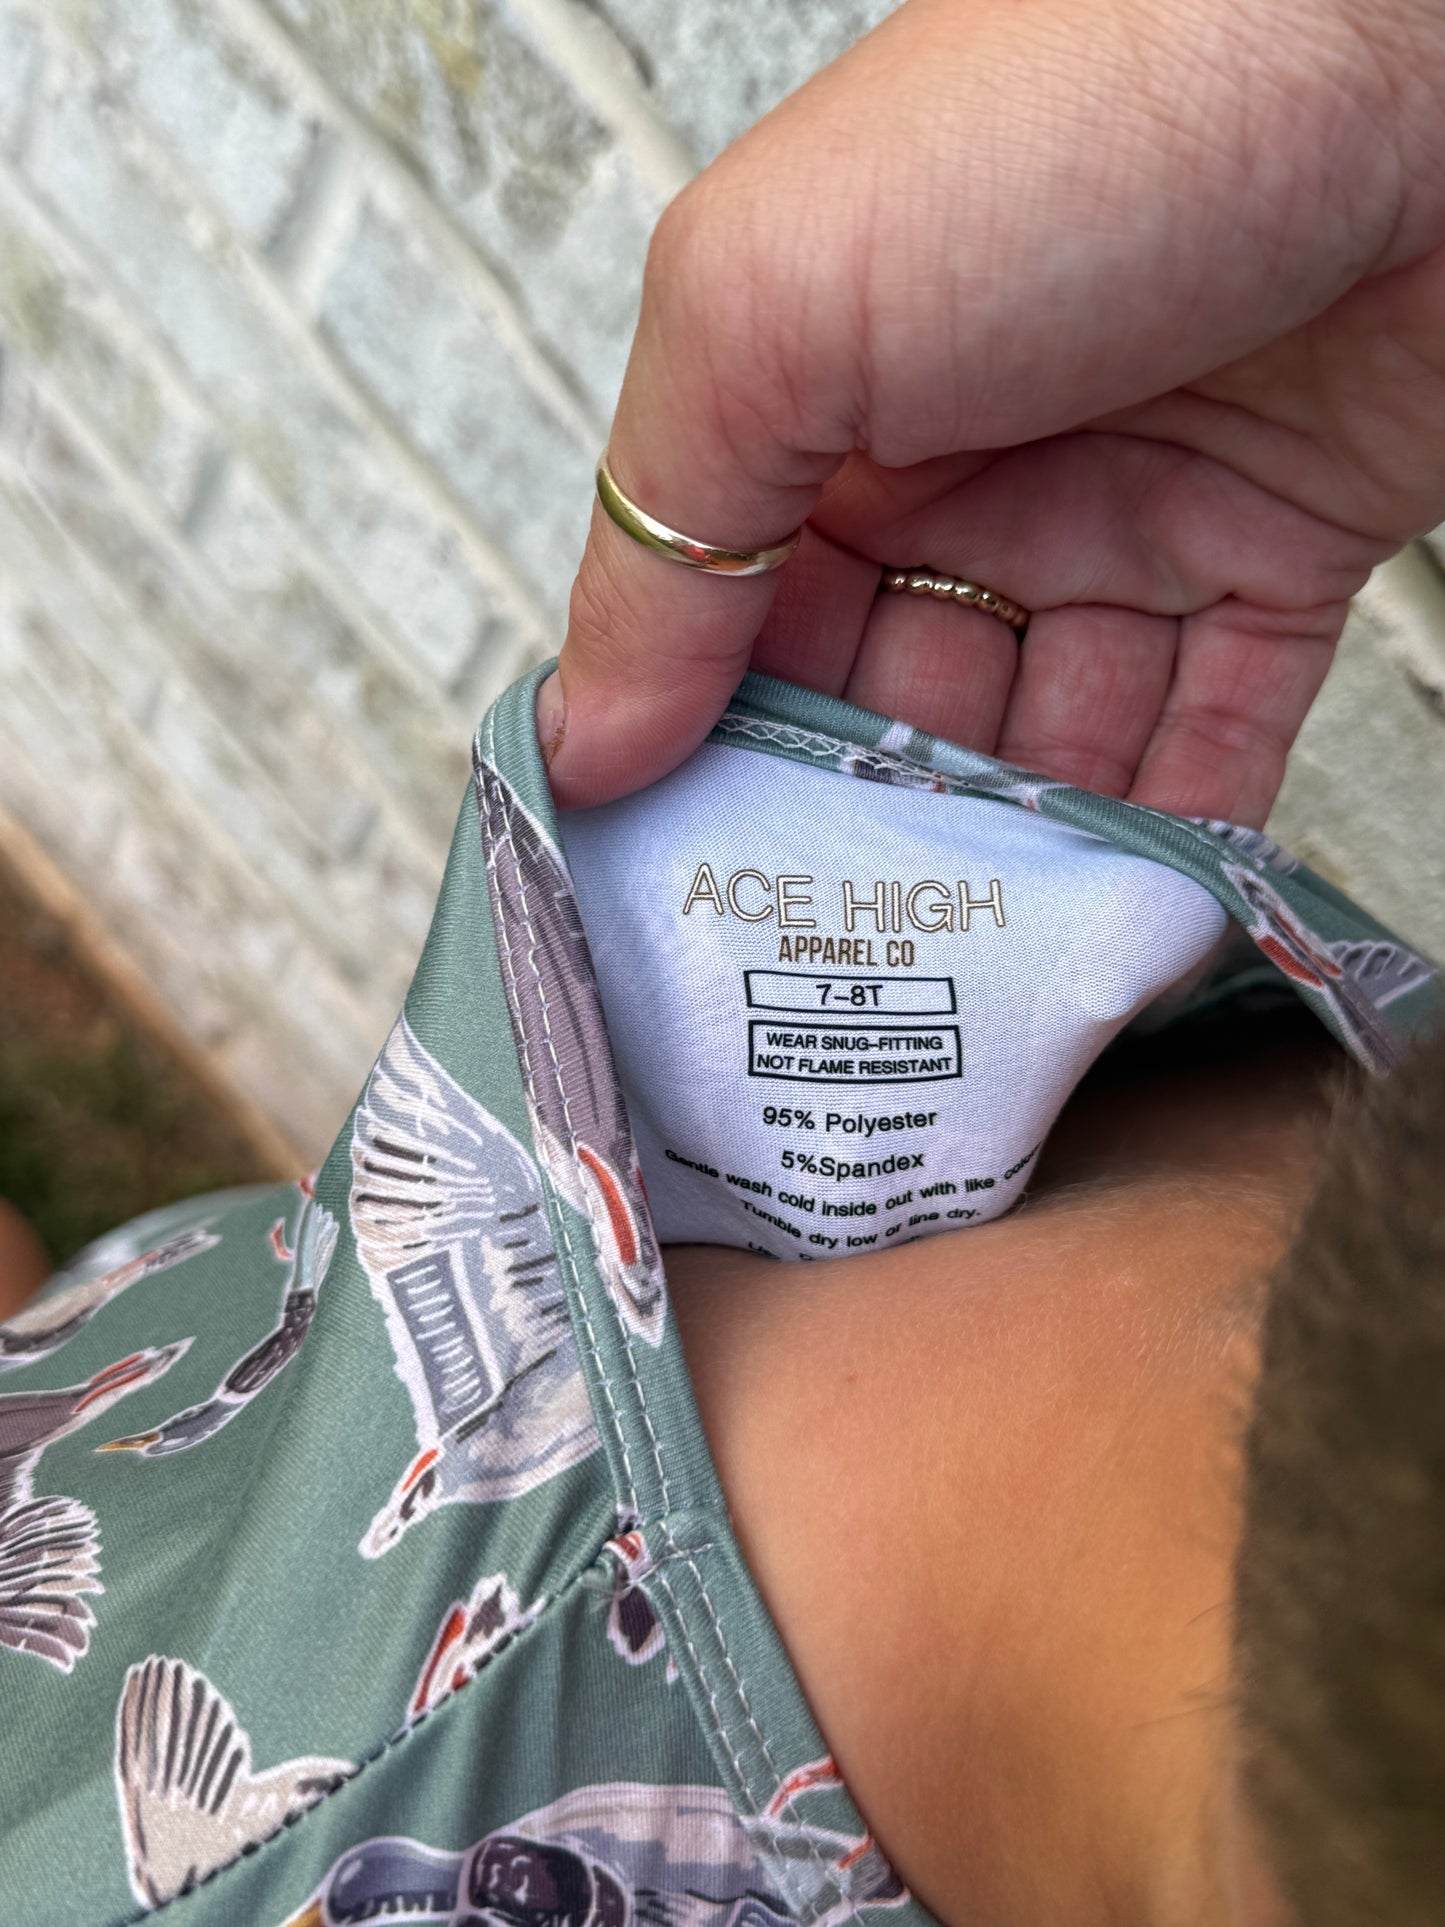 ACE HIGH
APPAREL CO
7-8T
WEAR SNUG-FITTING
NOT FLAME RESISTANT
95% Polyester
5%Spandex
Gentle wash cold inside out with like
Tumble dry low or line dry.